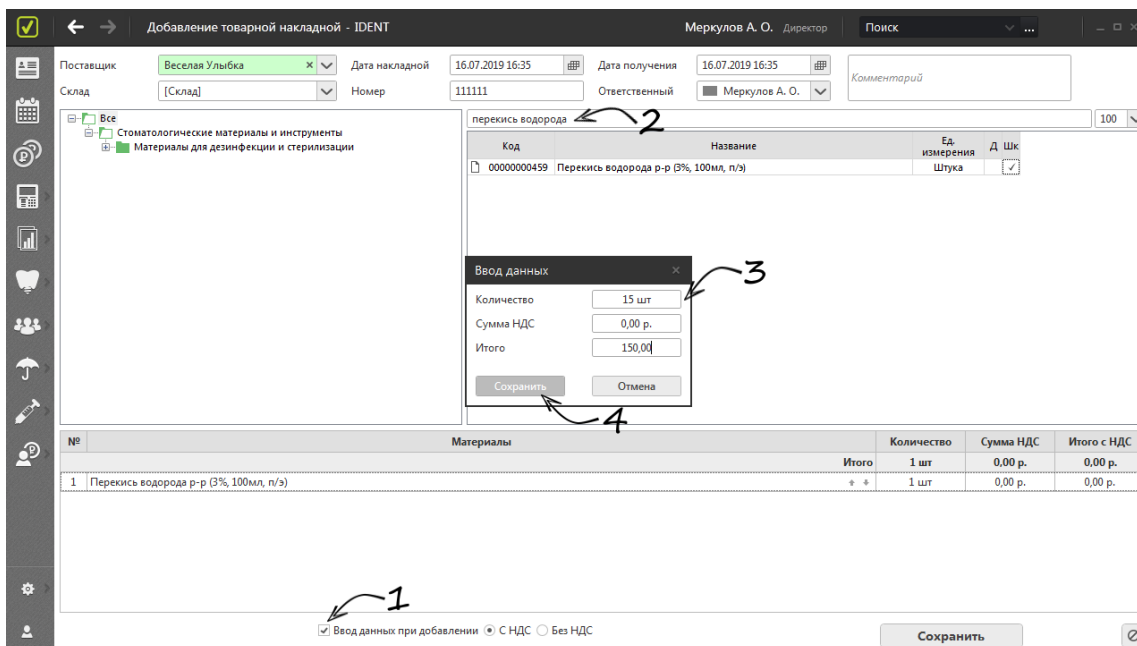 Добавление товарной накладной - IDENT
Меркулов А. О. Директор
Поиск
...
Поставщик Веселая Улыбка Дата накладной 16.07.2019 16:35 Дата получения 16.07.2019 16:35 Комментарий
Склад [Склад] Номер 111111 Ответственный Меркулов А. О.
Все
Стоматологические материалы и инструменты
Материалы для дезинфекции и стерилизации
перекись водорода 2 100
Код Название Ед. измерения Д Шк
00000000459 Перекись водорода р-р (3%, 100мл, п/э) Штука
Ввод данных
3
Количество 15 шт
Сумма НДС 0,00 р.
Итого 150,00
Сохранить Отмена
4
№ Материалы Количество Сумма НДС Итого с НДС
Итого 1 шт 0,00 р. 0,00 р.
1 Перекись водорода р-р (3%, 100мл, п/э) 1 шт 0,00 р. 0,00 р.
1
Ввод данных при добавлении С НДС Без НДС
Сохранить